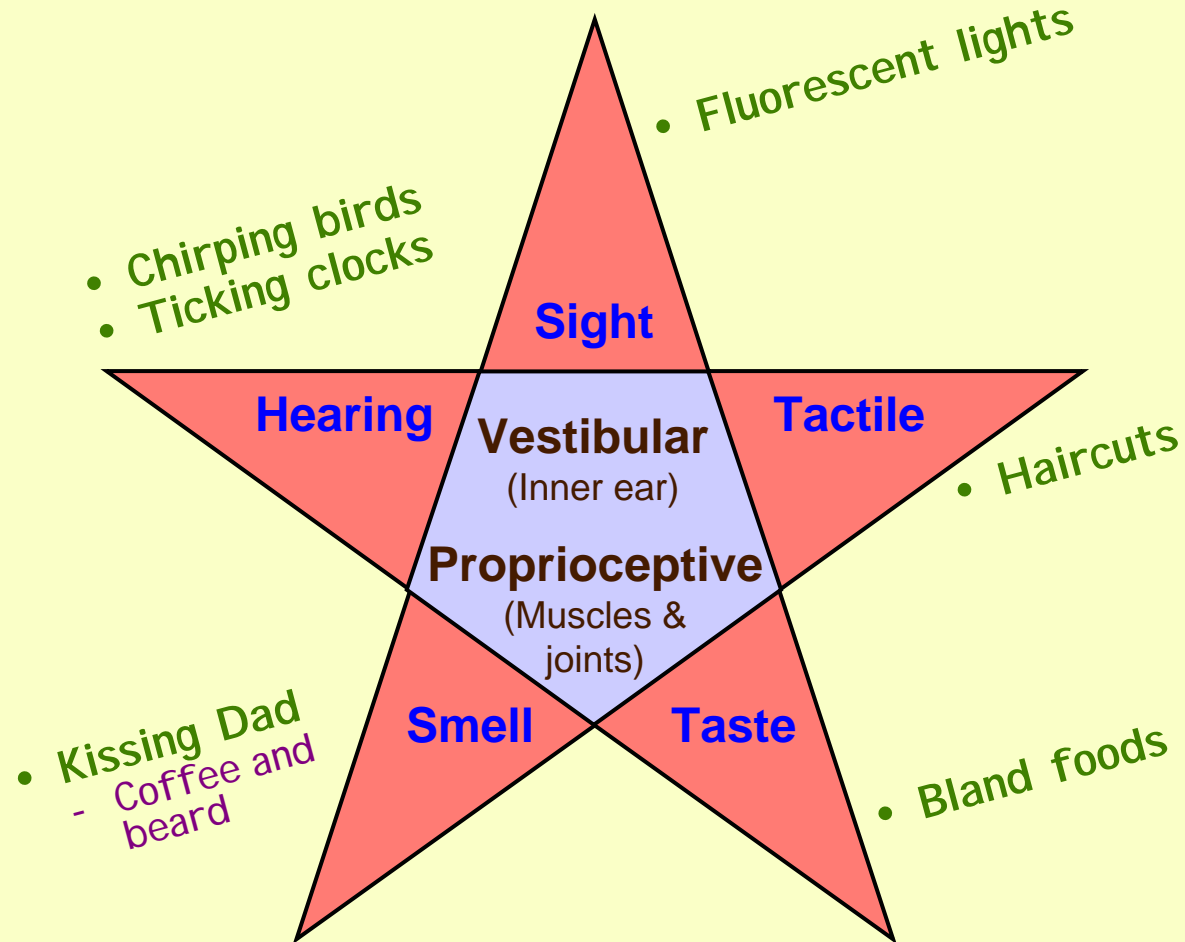 • Fluorescent lights
• Chirping birds
• Ticking clocks
Sight
Hearing
Tactile
Vestibular
(Inner ear)
• Haircuts
Proprioceptive
(Muscles &
joints)
Smell
Taste
• Kissing Dad
- Coffee and
beard
• Bland foods